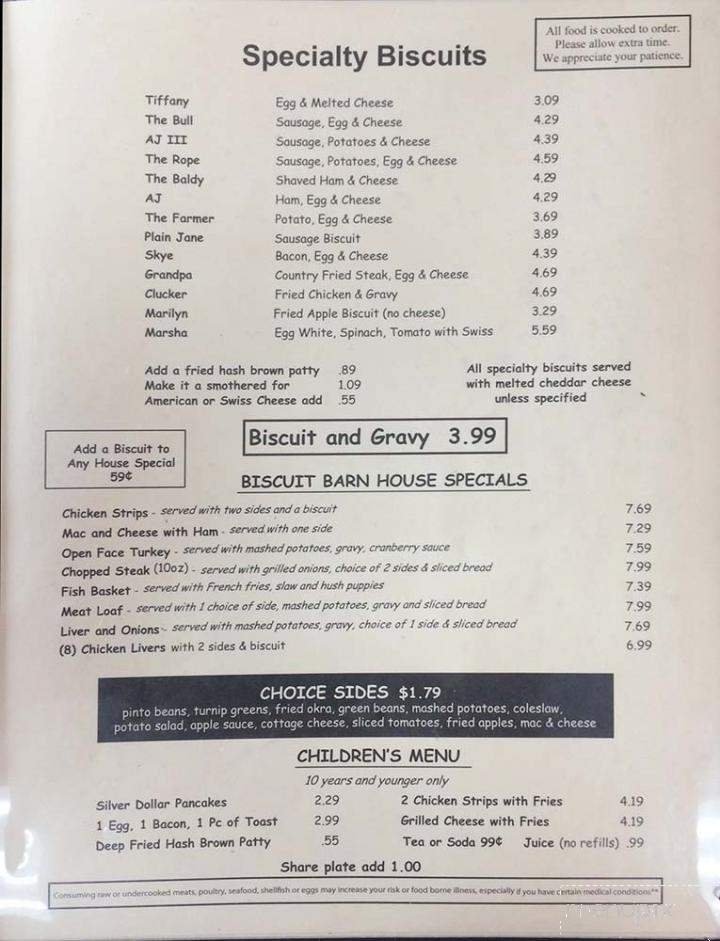 All food is cooked to order.
Please allow extra time.
We appreciate your patience.
Specialty Biscuits
Tiffany Egg & Melted Cheese 3.09
The Bull Sausage, Egg & Cheese 4.29
AJ III Sausage, Potatoes & Cheese 4.39
The Rope Sausage, Potatoes, Egg & Cheese 4.59
The Baldy Shaved Ham & Cheese 4.29
AJ Ham, Egg & Cheese 4.29
The Farmer Potato, Egg & Cheese 3.69
Plain Jane Sausage Biscuit 3.89
Skye Bacon, Egg & Cheese 4.39
Grandpa Country Fried Steak, Egg & Cheese 4.69
Clucker Fried Chicken & Gravy 4.69
Marilyn Fried Apple Biscuit (no cheese) 3.29
Marsha Egg White, Spinach, Tomato with Swiss 5.59
Add a fried hash brown patty .89
Make it a smothered for 1.09
American or Swiss Cheese add .55
All specialty biscuits served
with melted cheddar cheese
unless specified
Biscuit and Gravy 3.99
Add a Biscuit to
Any House Special
59¢
BISCUIT BARN HOUSE SPECIALS
Chicken Strips - served with two sides and a biscuit 7.69
Mac and Cheese with Ham - served with one side 7.29
Open Face Turkey - served with mashed potatoes, gravy, cranberry sauce 7.59
Chopped Steak (10oz) - served with grilled onions, choice of 2 sides & sliced bread 7.99
Fish Basket - served with French fries, slaw and hush puppies 7.39
Meat Loaf - served with 1 choice of side, mashed potatoes, gravy and sliced bread 7.99
Liver and Onions - served with mashed potatoes, gravy, choice of 1 side & sliced bread 7.69
(8) Chicken Livers with 2 sides & biscuit 6.99
CHOICE SIDES $1.79
pinto beans, turnip greens, fried okra, green beans, mashed potatoes, coleslaw,
potato salad, apple sauce, cottage cheese, sliced tomatoes, fried apples, mac & cheese
CHILDREN'S MENU
10 years and younger only
Silver Dollar Pancakes 2.29 2 Chicken Strips with Fries 4.19
1 Egg, 1 Bacon, 1 Pc of Toast 2.99 Grilled Cheese with Fries 4.19
Deep Fried Hash Brown Patty .55 Tea or Soda 99¢ Juice (no refills) .99
Share plate add 1.00
Consuming raw or undercooked meats, poultry, seafood, shellfish or eggs may increase your risk or food borne illness, especially if you have certain medical conditions**